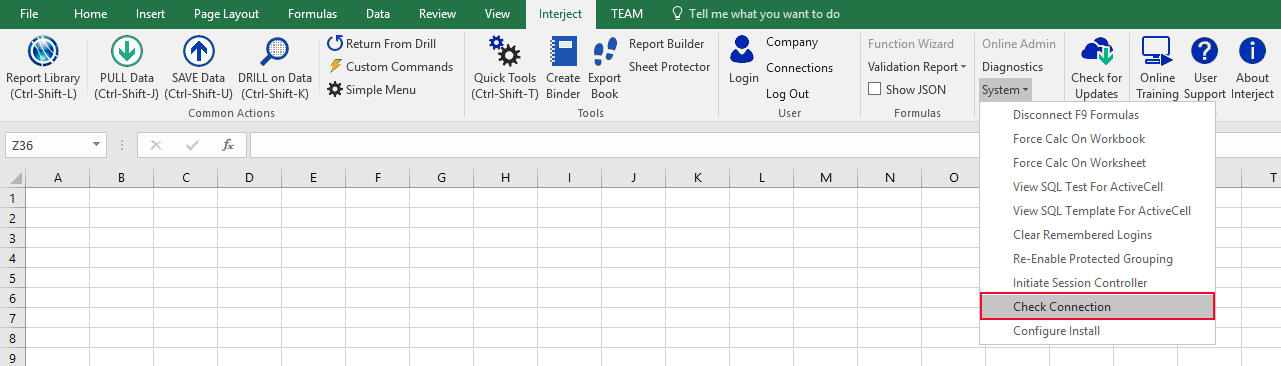 File Home Insert Page Layout Formulas Data Review View Interject TEAM Tell me what you want to do
Report Library
(Ctrl-Shift-L)
PULL Data
(Ctrl-Shift-J)
SAVE Data
(Ctrl-Shift-U)
DRILL on Data
(Ctrl-Shift-K)
Return From Drill
Custom Commands
Simple Menu
Common Actions
Quick Tools
(Ctrl-Shift-T)
Create
Binder
Export
Book
Report Builder
Sheet Protector
Tools
Login
Company
Connections
Log Out
User
Function Wizard
Validation Report
Show JSON
Formulas
Online Admin
Diagnostics
System
Check for
Updates
Online
Training
User
Support
About
Interject
Disconnect F9 Formulas
Force Calc On Workbook
Force Calc On Worksheet
View SQL Test For ActiveCell
View SQL Template For ActiveCell
Clear Remembered Logins
Re-Enable Protected Grouping
Initiate Session Controller
Check Connection
Configure Install
Z36 fx
A B C D E F G H I J K L M N O T
1
2
3
4
5
6
7
8
9